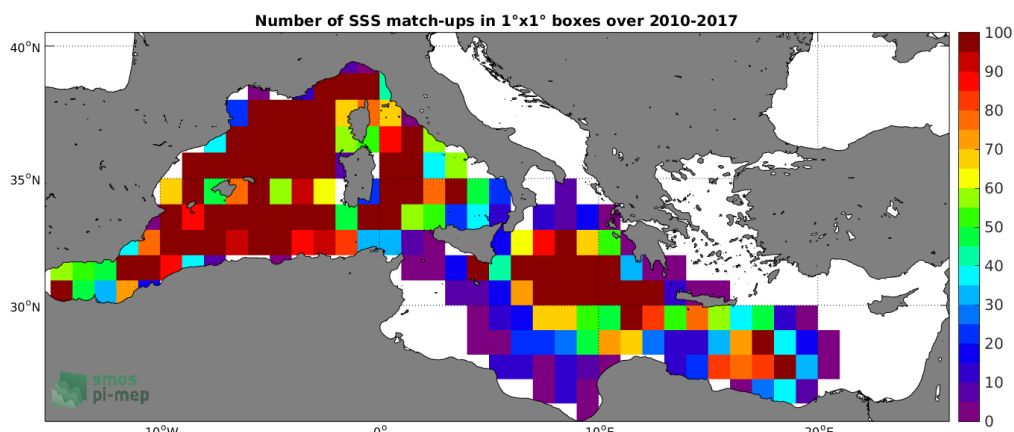 Number of SSS match-ups in 1°x1° boxes over 2010-2017
40°N
35°N
30°N
10°W
0°
10°E
20°E
100
90
80
70
60
50
40
30
20
10
0
smos
pi-mep